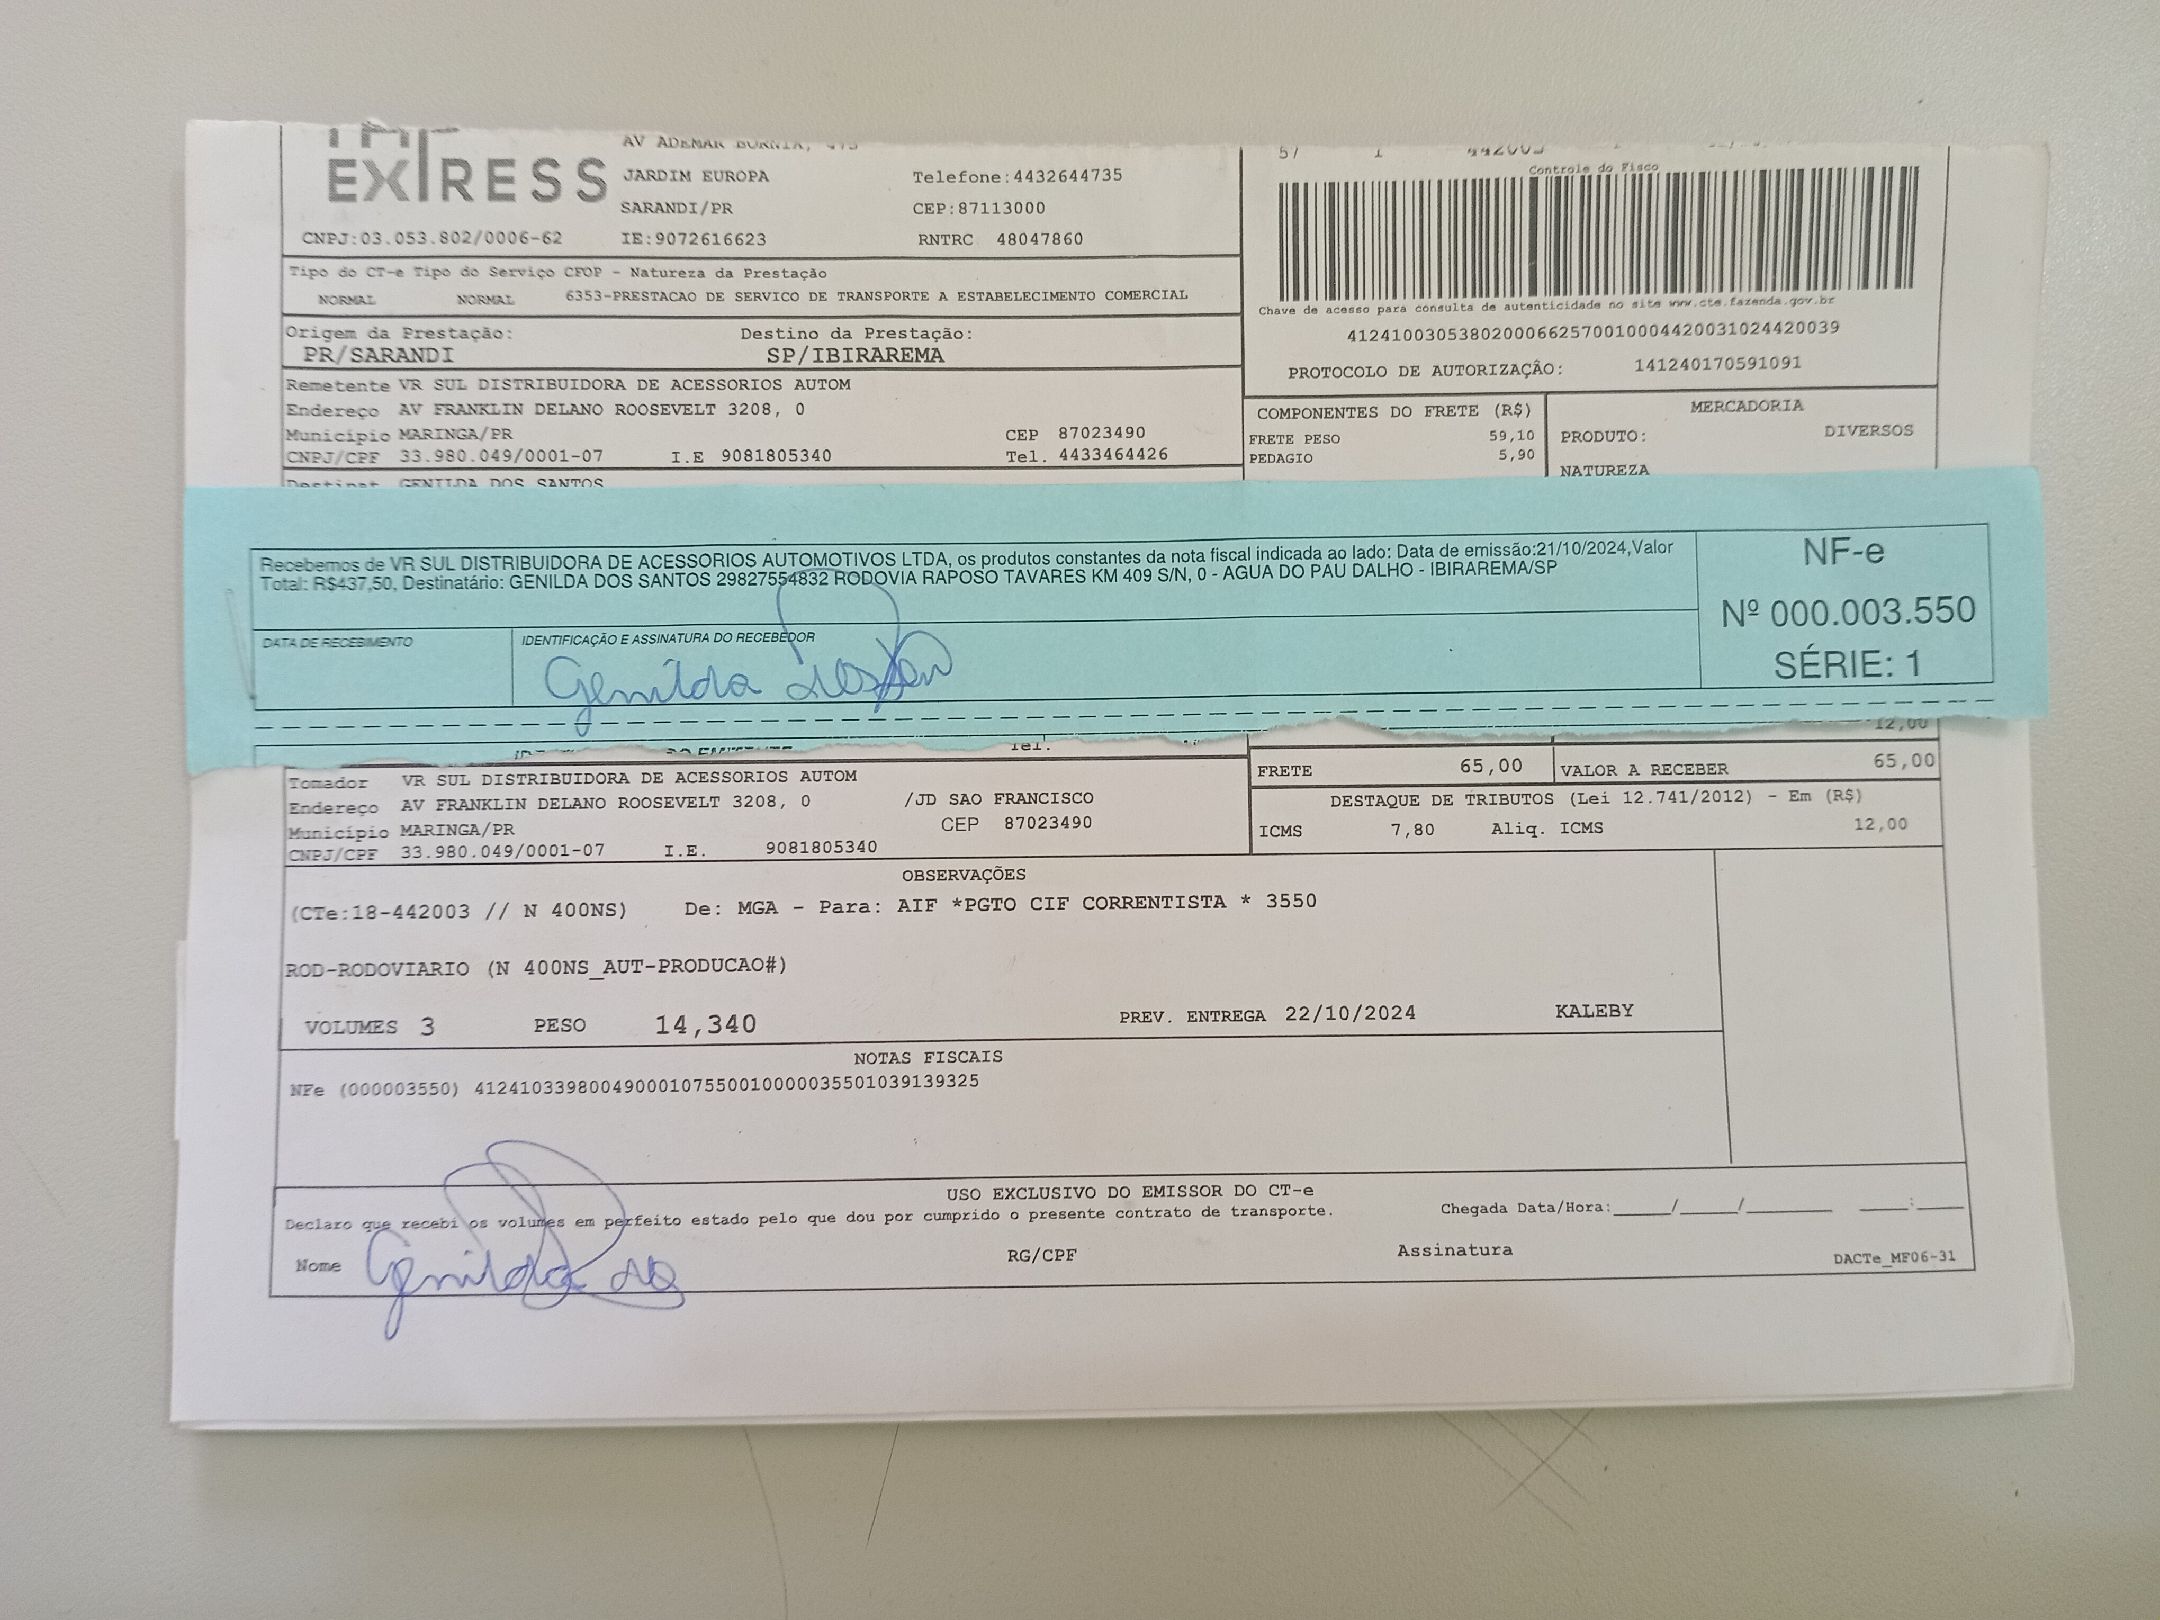 EXPRESS
AV ADEMAR BORNIA, 475
JARDIM EUROPA Telefone:4432644735
SARANDI/PR CEP:87113000
CNPJ:03.053.802/0006-62 IE:9072616623 RNTRC 48047860
57 1 442003
Controle do Fisco
Tipo do CT-e Tipo do Serviço CFOP - Natureza da Prestação
NORMAL NORMAL 6353-PRESTACAO DE SERVICO DE TRANSPORTE A ESTABELECIMENTO COMERCIAL
Chave de acesso para consulta de autenticidade no site www.cte.fazenda.gov.br
41241003053802000662570010004420031024420039
PROTOCOLO DE AUTORIZAÇÃO: 141240170591091
Origem da Prestação: Destino da Prestação:
PR/SARANDI SP/IBIRAREMA
Remetente VR SUL DISTRIBUIDORA DE ACESSORIOS AUTOM
Endereço AV FRANKLIN DELANO ROOSEVELT 3208, 0
Município MARINGA/PR CEP 87023490
CNPJ/CPF 33.980.049/0001-07 I.E 9081805340 Tel. 4433464426
Destinat GENILDA DOS SANTOS
COMPONENTES DO FRETE (R$) MERCADORIA
FRETE PESO 59,10 PRODUTO: DIVERSOS
PEDAGIO 5,90 NATUREZA
Recebemos de VR SUL DISTRIBUIDORA DE ACESSORIOS AUTOMOTIVOS LTDA, os produtos constantes da nota fiscal indicada ao lado: Data de emissão:21/10/2024,Valor
Total: R$437,50, Destinatário: GENILDA DOS SANTOS 29827554832 RODOVIA RAPOSO TAVARES KM 409 S/N, 0 - AGUA DO PAU DALHO - IBIRAREMA/SP
DATA DE RECEBIMENTO IDENTIFICAÇÃO E ASSINATURA DO RECEBEDOR
Genilda
NF-e
Nº 000.003.550
SÉRIE: 1
Tel.
12,00
Tomador VR SUL DISTRIBUIDORA DE ACESSORIOS AUTOM
Endereço AV FRANKLIN DELANO ROOSEVELT 3208, 0 /JD SAO FRANCISCO
Município MARINGA/PR CEP 87023490
CNPJ/CPF 33.980.049/0001-07 I.E. 9081805340
FRETE 65,00 VALOR A RECEBER 65,00
DESTAQUE DE TRIBUTOS (Lei 12.741/2012) - Em (R$)
ICMS 7,80 Aliq. ICMS 12,00
OBSERVAÇÕES
(CTe:18-442003 // N 400NS) De: MGA - Para: AIF *PGTO CIF CORRENTISTA * 3550
ROD-RODOVIARIO (N 400NS_AUT-PRODUCAO#)
VOLUMES 3 PESO 14,340 PREV. ENTREGA 22/10/2024 KALEBY
NOTAS FISCAIS
NFe (000003550) 41241033980049000107550010000035501039139325
USO EXCLUSIVO DO EMISSOR DO CT-e
Declaro que recebi os volumes em perfeito estado pelo que dou por cumprido o presente contrato de transporte. Chegada Data/Hora:____/____/______ ____:____
Nome Genilda RG/CPF Assinatura DACTe_MF06-31